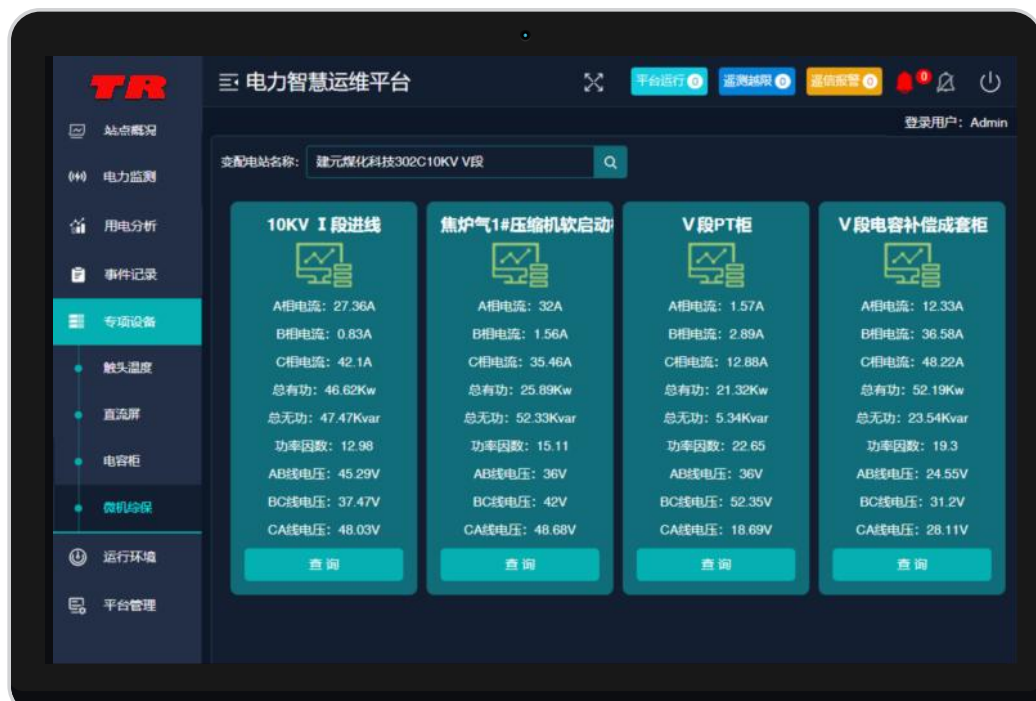 TR
电力智慧运维平台
平台运行 0
遥测越限 0
遥信报警 0
0
登录用户：Admin
站点概况
电力监测
用电分析
事件记录
专项设备
触头温度
直流屏
电容柜
微机综保
运行环境
平台管理
变配电站名称： 建元煤化科技302C10KV V段
10KV Ⅰ段进线
A相电流：27.36A
B相电流：0.83A
C相电流：42.1A
总有功：46.62Kw
总无功：47.47Kvar
功率因数：12.98
AB线电压：45.29V
BC线电压：37.47V
CA线电压：48.03V
查询
焦炉气1#压缩机软启动
A相电流：32A
B相电流：1.56A
C相电流：35.46A
总有功：25.89Kw
总无功：52.33Kvar
功率因数：15.11
AB线电压：36V
BC线电压：42V
CA线电压：48.68V
查询
V段PT柜
A相电流：1.57A
B相电流：2.89A
C相电流：12.88A
总有功：21.32Kw
总无功：5.34Kvar
功率因数：22.65
AB线电压：36V
BC线电压：52.35V
CA线电压：18.69V
查询
V段电容补偿成套柜
A相电流：12.33A
B相电流：36.58A
C相电流：48.22A
总有功：52.19Kw
总无功：23.54Kvar
功率因数：19.3
AB线电压：24.55V
BC线电压：31.2V
CA线电压：28.11V
查询